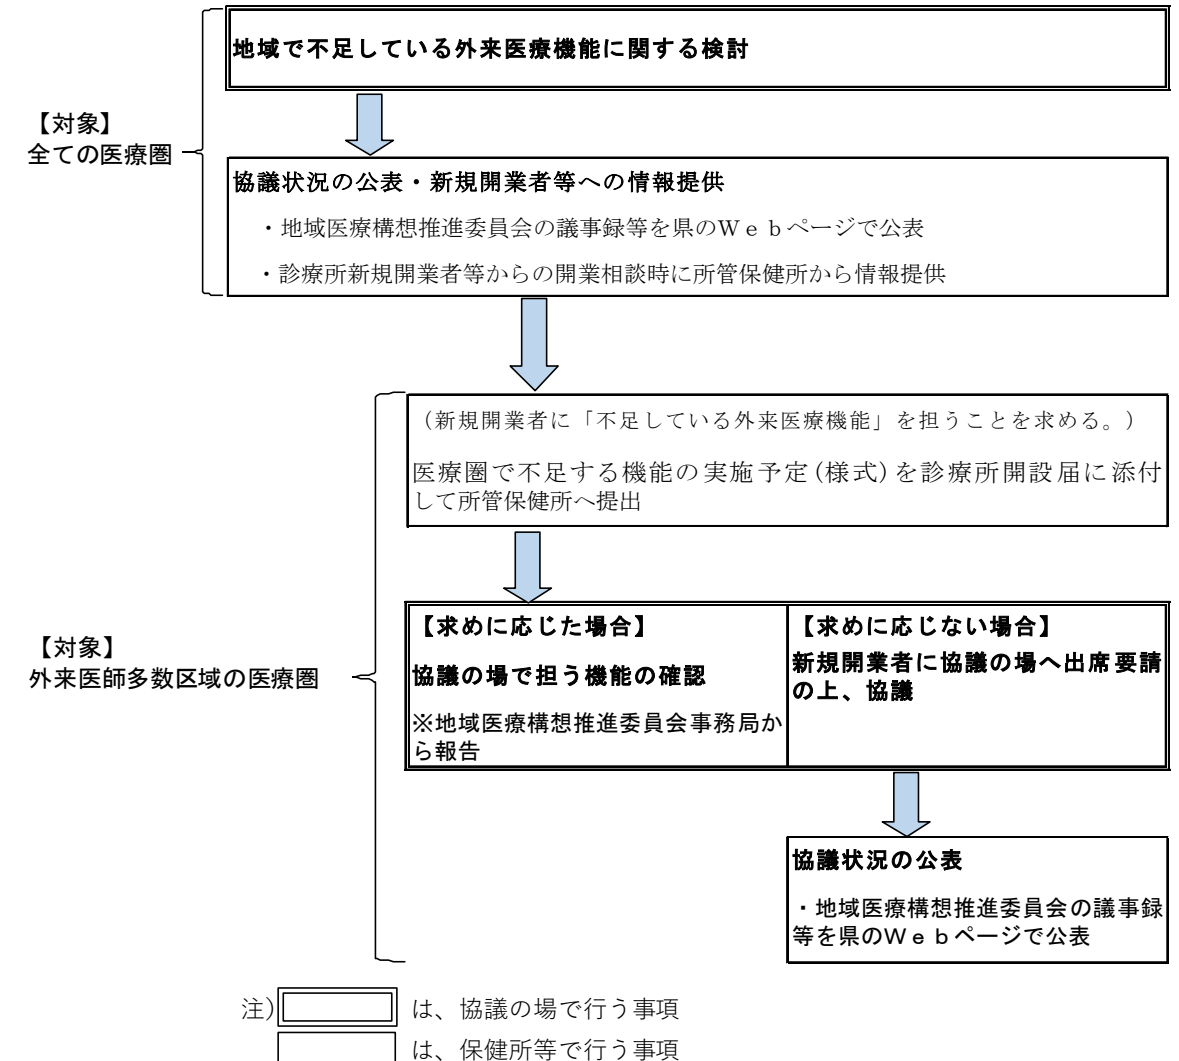 地域で不足している外来医療機能に関する検討
【対象】
全ての医療圏
協議状況の公表・新規開業者等への情報提供
・地域医療構想推進委員会の議事録等を県のＷｅｂページで公表
・診療所新規開業者等からの開業相談時に所管保健所から情報提供
（新規開業者に「不足している外来医療機能」を担うことを求める。）
医療圏で不足する機能の実施予定(様式)を診療所開設届に添付
して所管保健所へ提出
【対象】
外来医師多数区域の医療圏
【求めに応じた場合】
協議の場で担う機能の確認
※地域医療構想推進委員会事務局か
ら報告
【求めに応じない場合】
新規開業者に協議の場へ出席要請
の上、協議
協議状況の公表
・地域医療構想推進委員会の議事録
等を県のＷｅｂページで公表
注) は、協議の場で行う事項
は、保健所等で行う事項